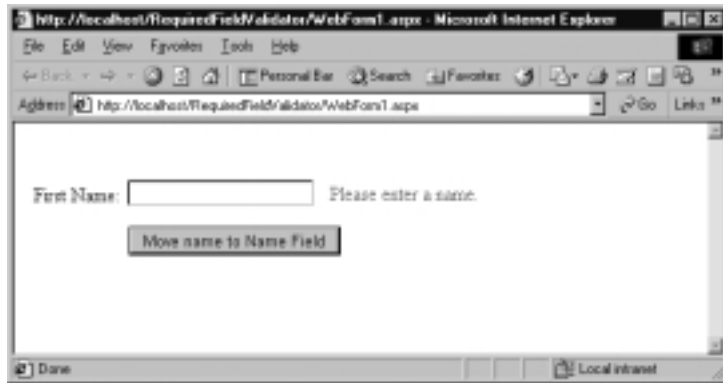 http://localhost/RequiredFieldValidator/WebForm1.aspx - Microsoft Internet Explorer
File Edit View Favorites Tools Help
Back Personal Bar Search Favorites »
Address http://localhost/RequiredFieldValidator/WebForm1.aspx Go Links »
First Name: Please enter a name.
Move name to Name Field
Done Local intranet